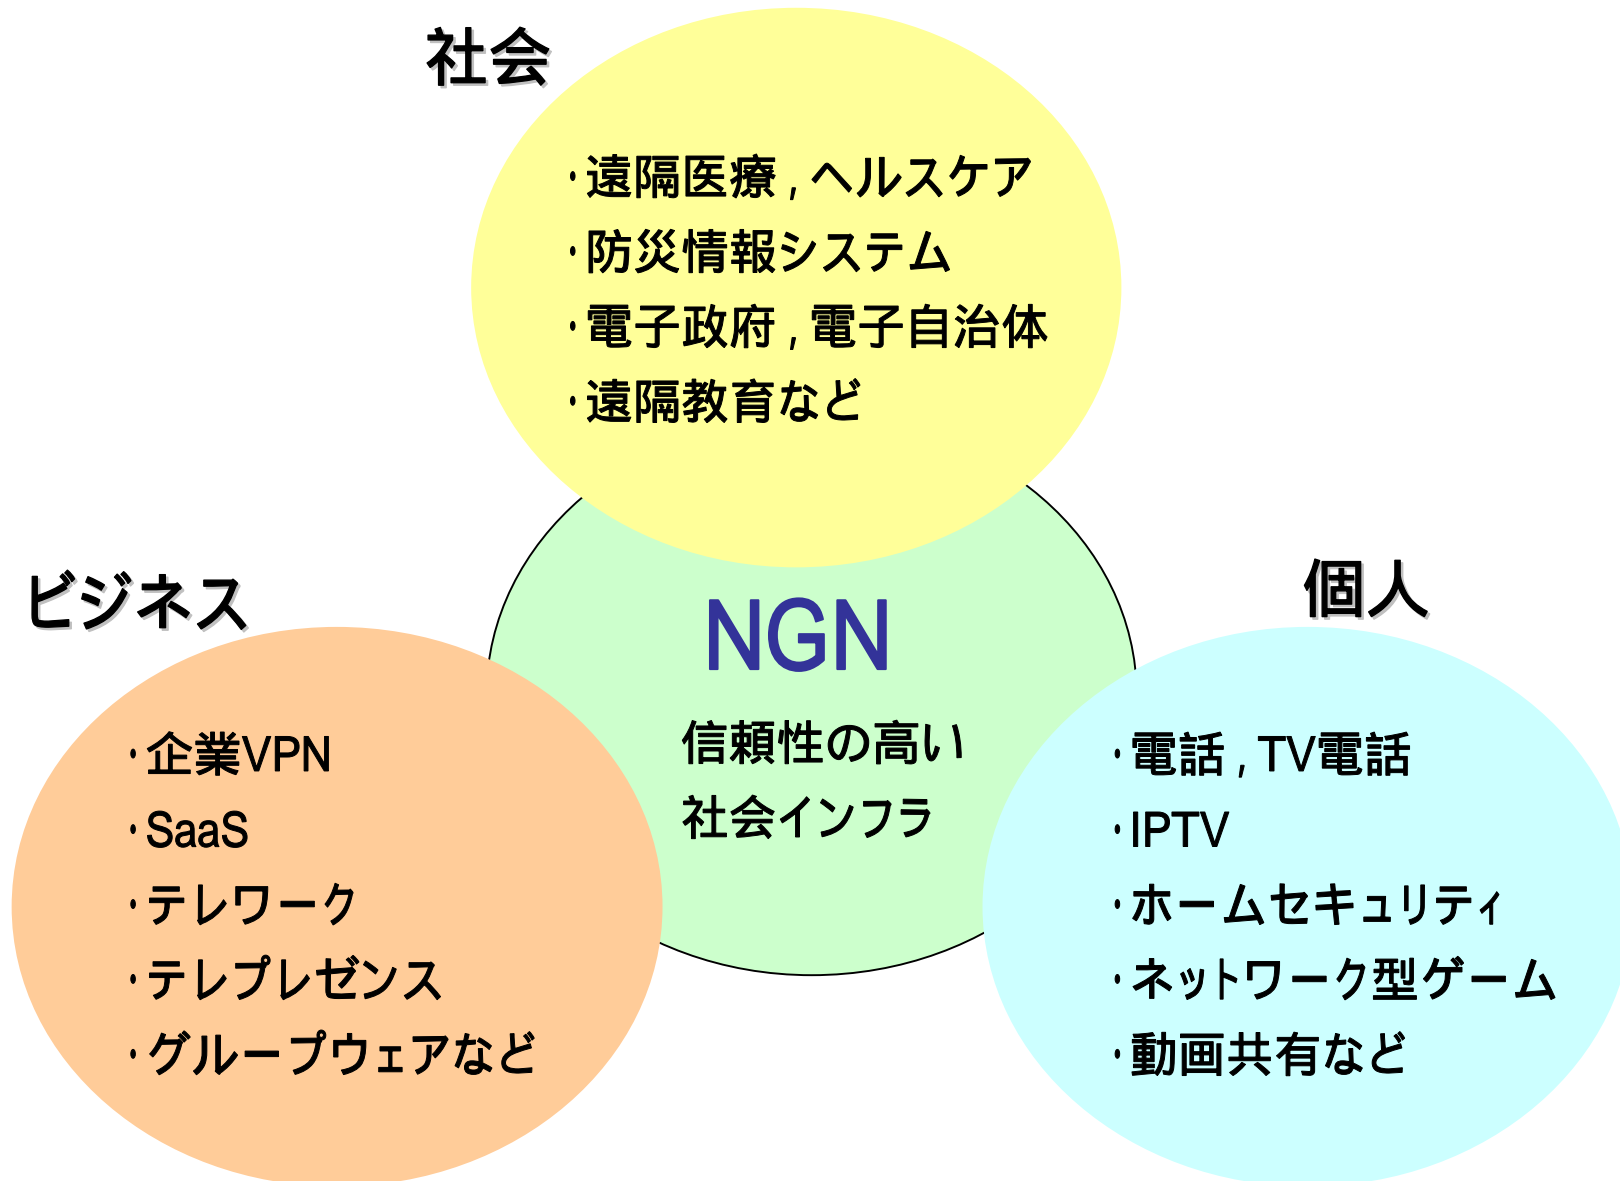 社会
・遠隔医療，ヘルスケア
・防災情報システム
・電子政府，電子自治体
・遠隔教育など
NGN
信頼性の高い
社会インフラ
ビジネス
・企業VPN
・SaaS
・テレワーク
・テレプレゼンス
・グループウェアなど
個人
・電話，TV電話
・IPTV
・ホームセキュリティ
・ネットワーク型ゲーム
・動画共有など